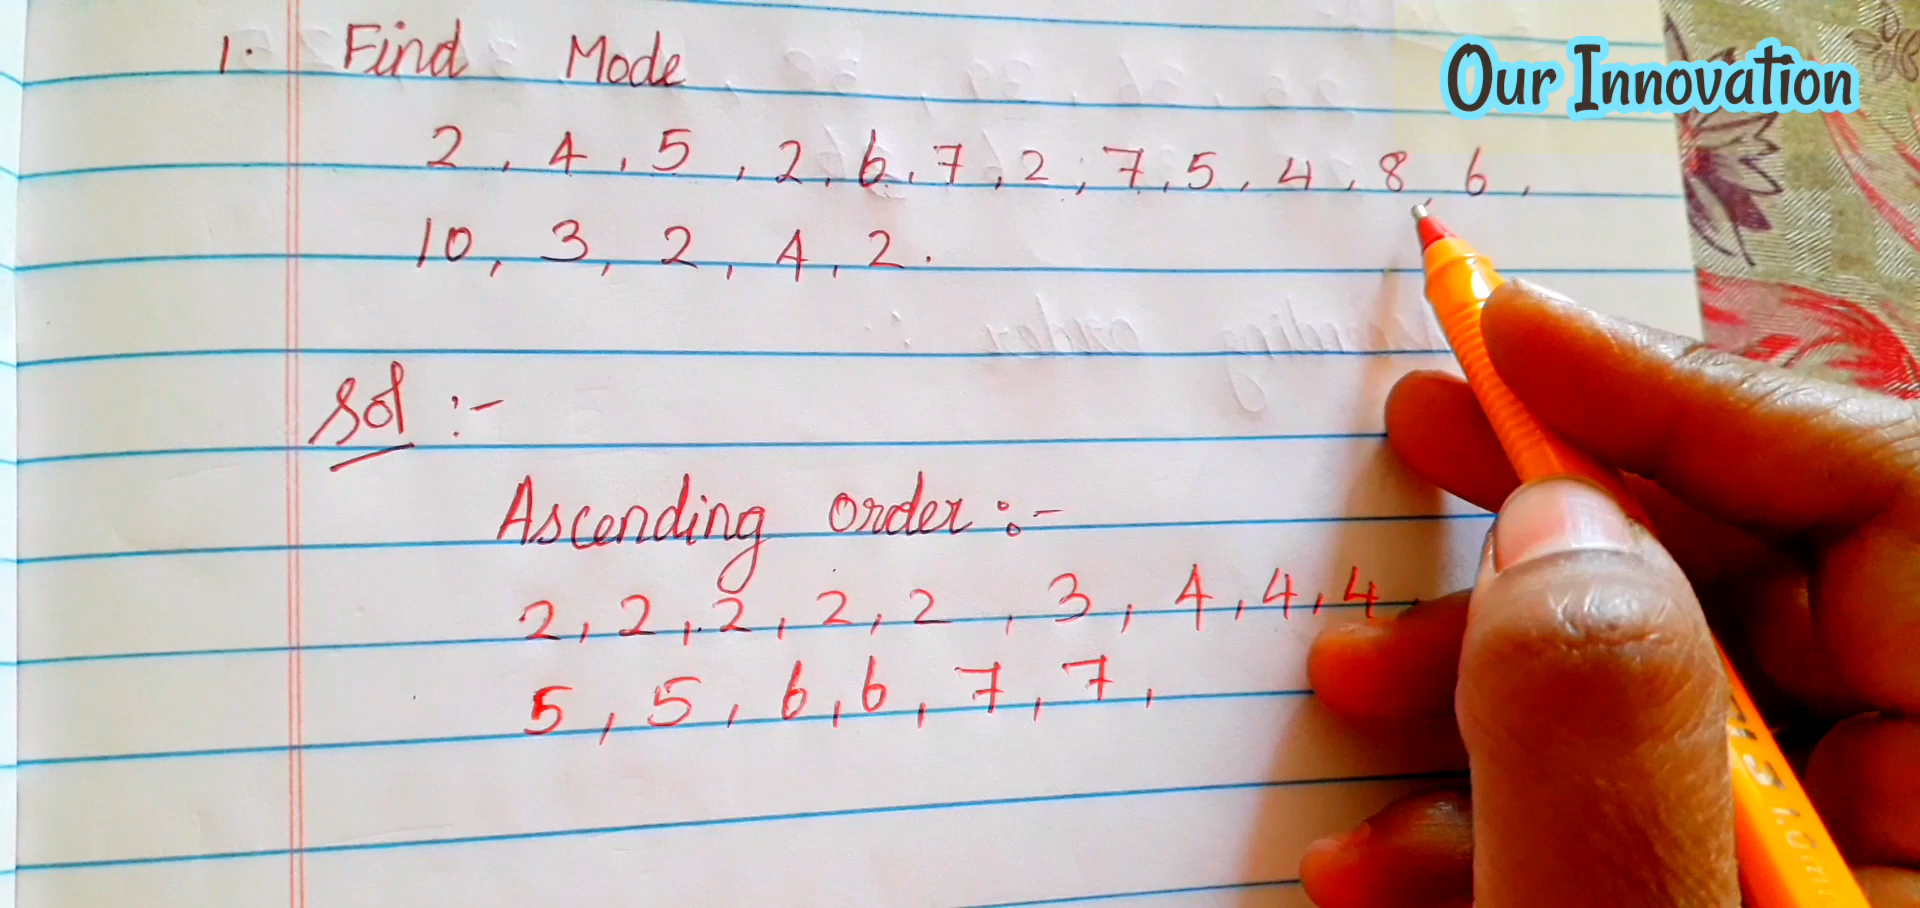 Our Innovation
1. Find Mode
2, 4, 5, 2, 6, 7, 2, 7, 5, 4, 8, 6,
10, 3, 2, 4, 2.
Sol :-
Ascending order :-
2, 2, 2, 2, 2, 3, 4, 4, 4,
5, 5, 6, 6, 7, 7,